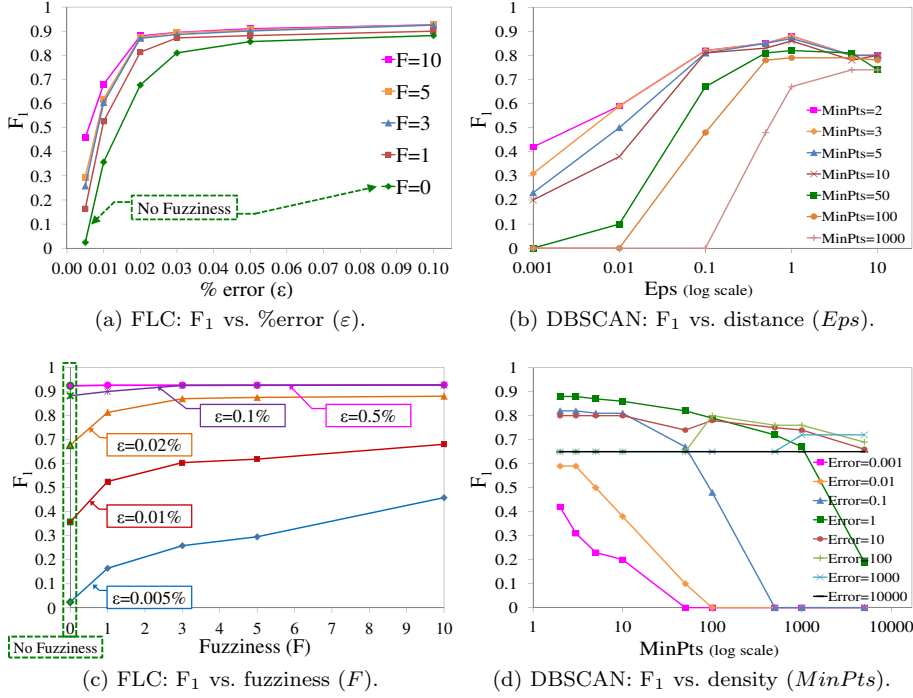 1
0.9
0.8
0.7
0.6
0.5
0.4
0.3
0.2
0.1
0
F1
F=10
F=5
F=3
F=1
F=0
No Fuzziness
0.00 0.01 0.02 0.03 0.04 0.05 0.06 0.07 0.08 0.09 0.10
% error (ε)
(a) FLC: F1 vs. %error (ε).
1
0.9
0.8
0.7
0.6
0.5
0.4
0.3
0.2
0.1
0
F1
MinPts=2
MinPts=3
MinPts=5
MinPts=10
MinPts=50
MinPts=100
MinPts=1000
0.001 0.01 0.1 1 10
Eps (log scale)
(b) DBSCAN: F1 vs. distance (Eps).
1
0.9
0.8
0.7
0.6
0.5
0.4
0.3
0.2
0.1
0
F1
ε=0.1%
ε=0.5%
ε=0.02%
ε=0.01%
ε=0.005%
0 1 2 3 4 5 6 7 8 9 10
No Fuzziness
Fuzziness (F)
(c) FLC: F1 vs. fuzziness (F).
1
0.9
0.8
0.7
0.6
0.5
0.4
0.3
0.2
0.1
0
F1
Error=0.001
Error=0.01
Error=0.1
Error=1
Error=10
Error=100
Error=1000
Error=10000
1 10 100 1000 10000
MinPts (log scale)
(d) DBSCAN: F1 vs. density (MinPts).